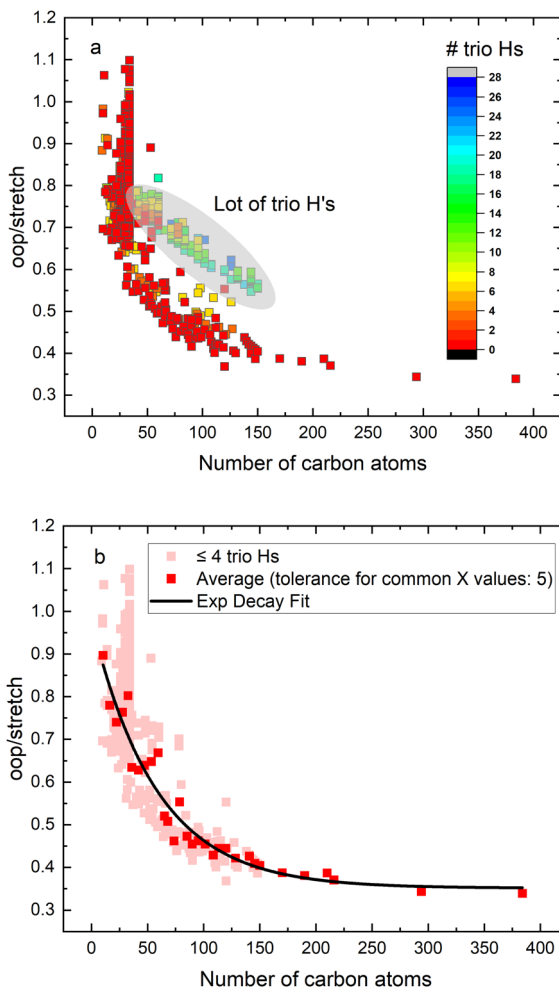 a
# trio Hs
Lot of trio H's
28
26
24
22
20
18
16
14
12
10
8
6
4
2
0
oop/stretch
1.2
1.1
1.0
0.9
0.8
0.7
0.6
0.5
0.4
0.3
0 50 100 150 200 250 300 350 400
Number of carbon atoms
b
≤ 4 trio Hs
Average (tolerance for common X values: 5)
Exp Decay Fit
oop/stretch
1.2
1.1
1.0
0.9
0.8
0.7
0.6
0.5
0.4
0.3
0 50 100 150 200 250 300 350 400
Number of carbon atoms